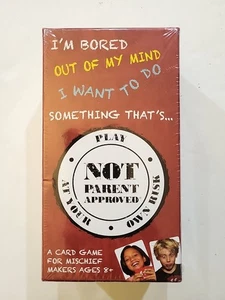 I'M BORED
OUT OF MY MIND
I WANT TO DO
SOMETHING THAT'S...
PLAY
NOT
PARENT
APPROVED
AT YOUR
OWN RISK
A CARD GAME
FOR MISCHIEF
MAKERS AGES 8+